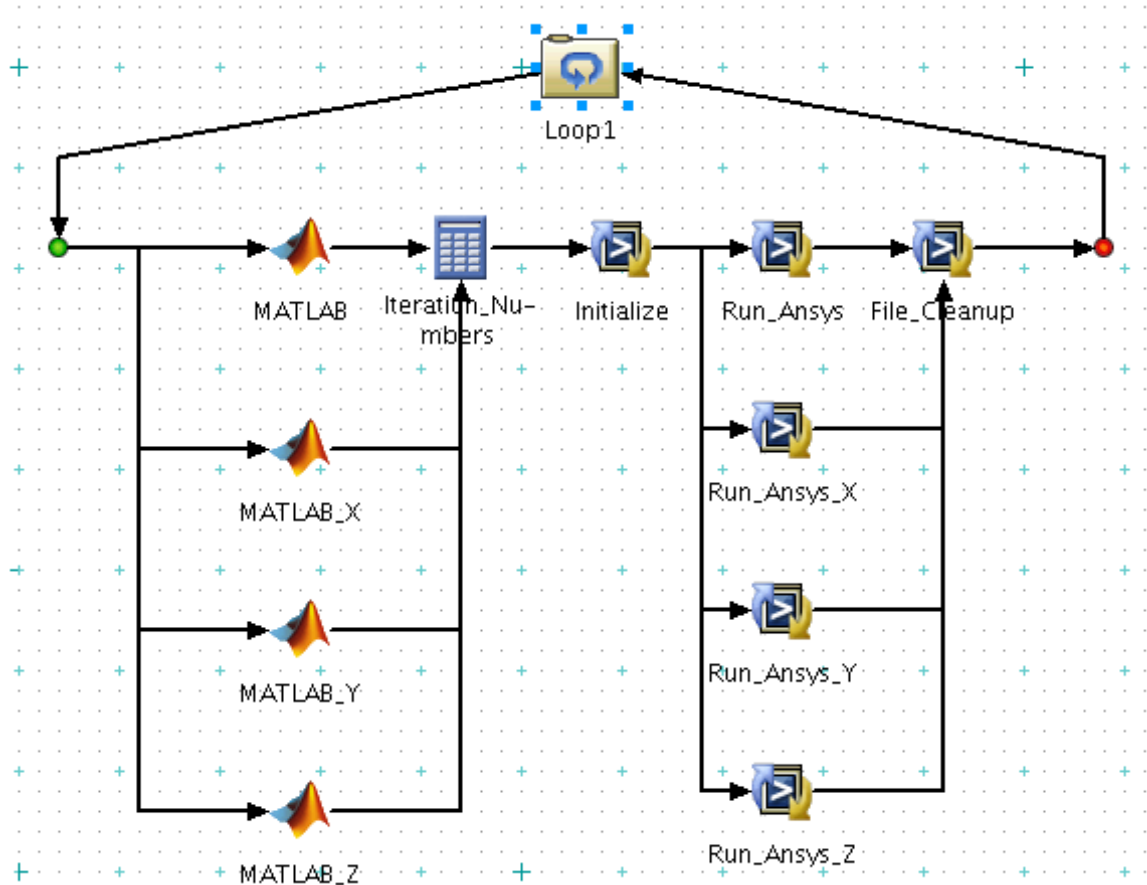 Loop1
MATLAB
Iteration_Nu-
mbers
Initialize
Run_Ansys
File_Cleanup
MATLAB_X
Run_Ansys_X
MATLAB_Y
Run_Ansys_Y
MATLAB_Z
Run_Ansys_Z